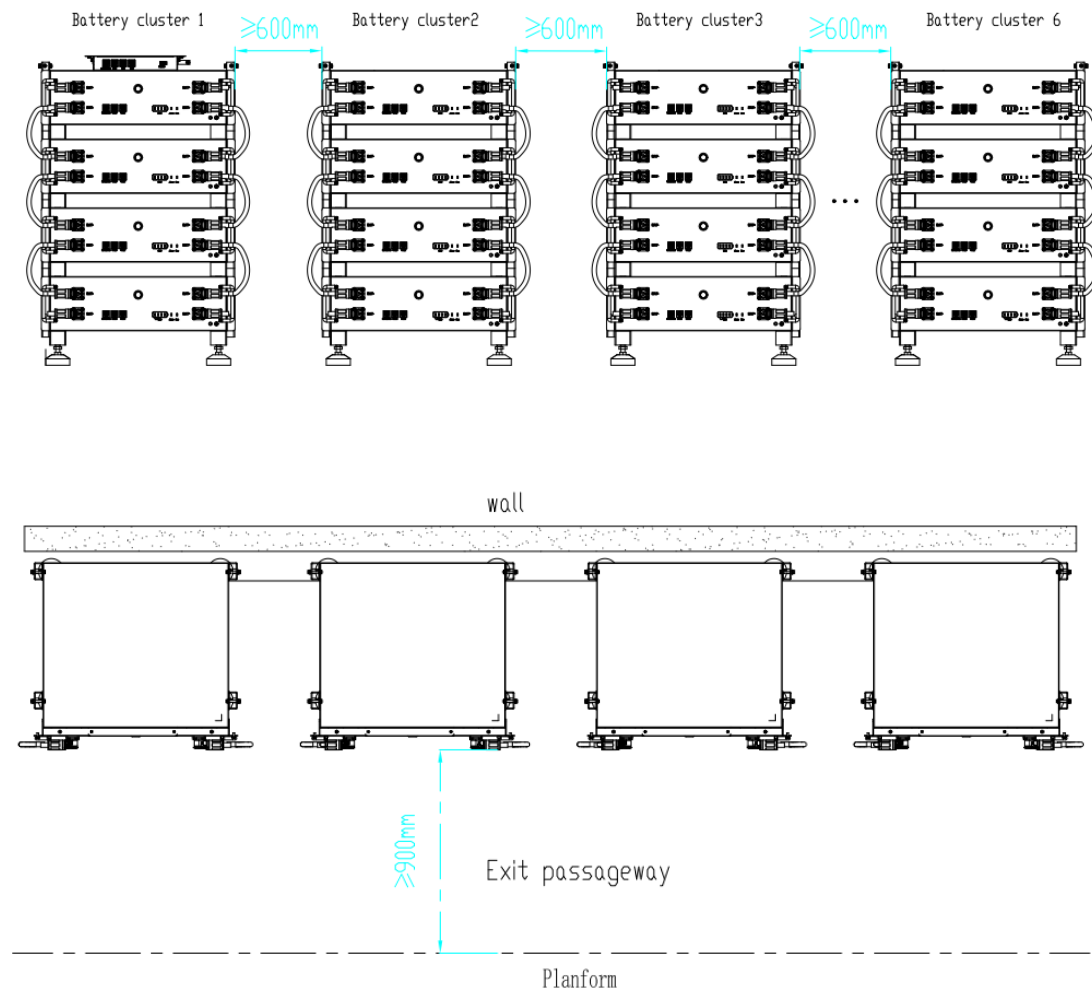 Battery cluster 1
≥600mm
Battery cluster2
≥600mm
Battery cluster3
≥600mm
Battery cluster 6
...
wall
≥900mm
Exit passageway
Planform